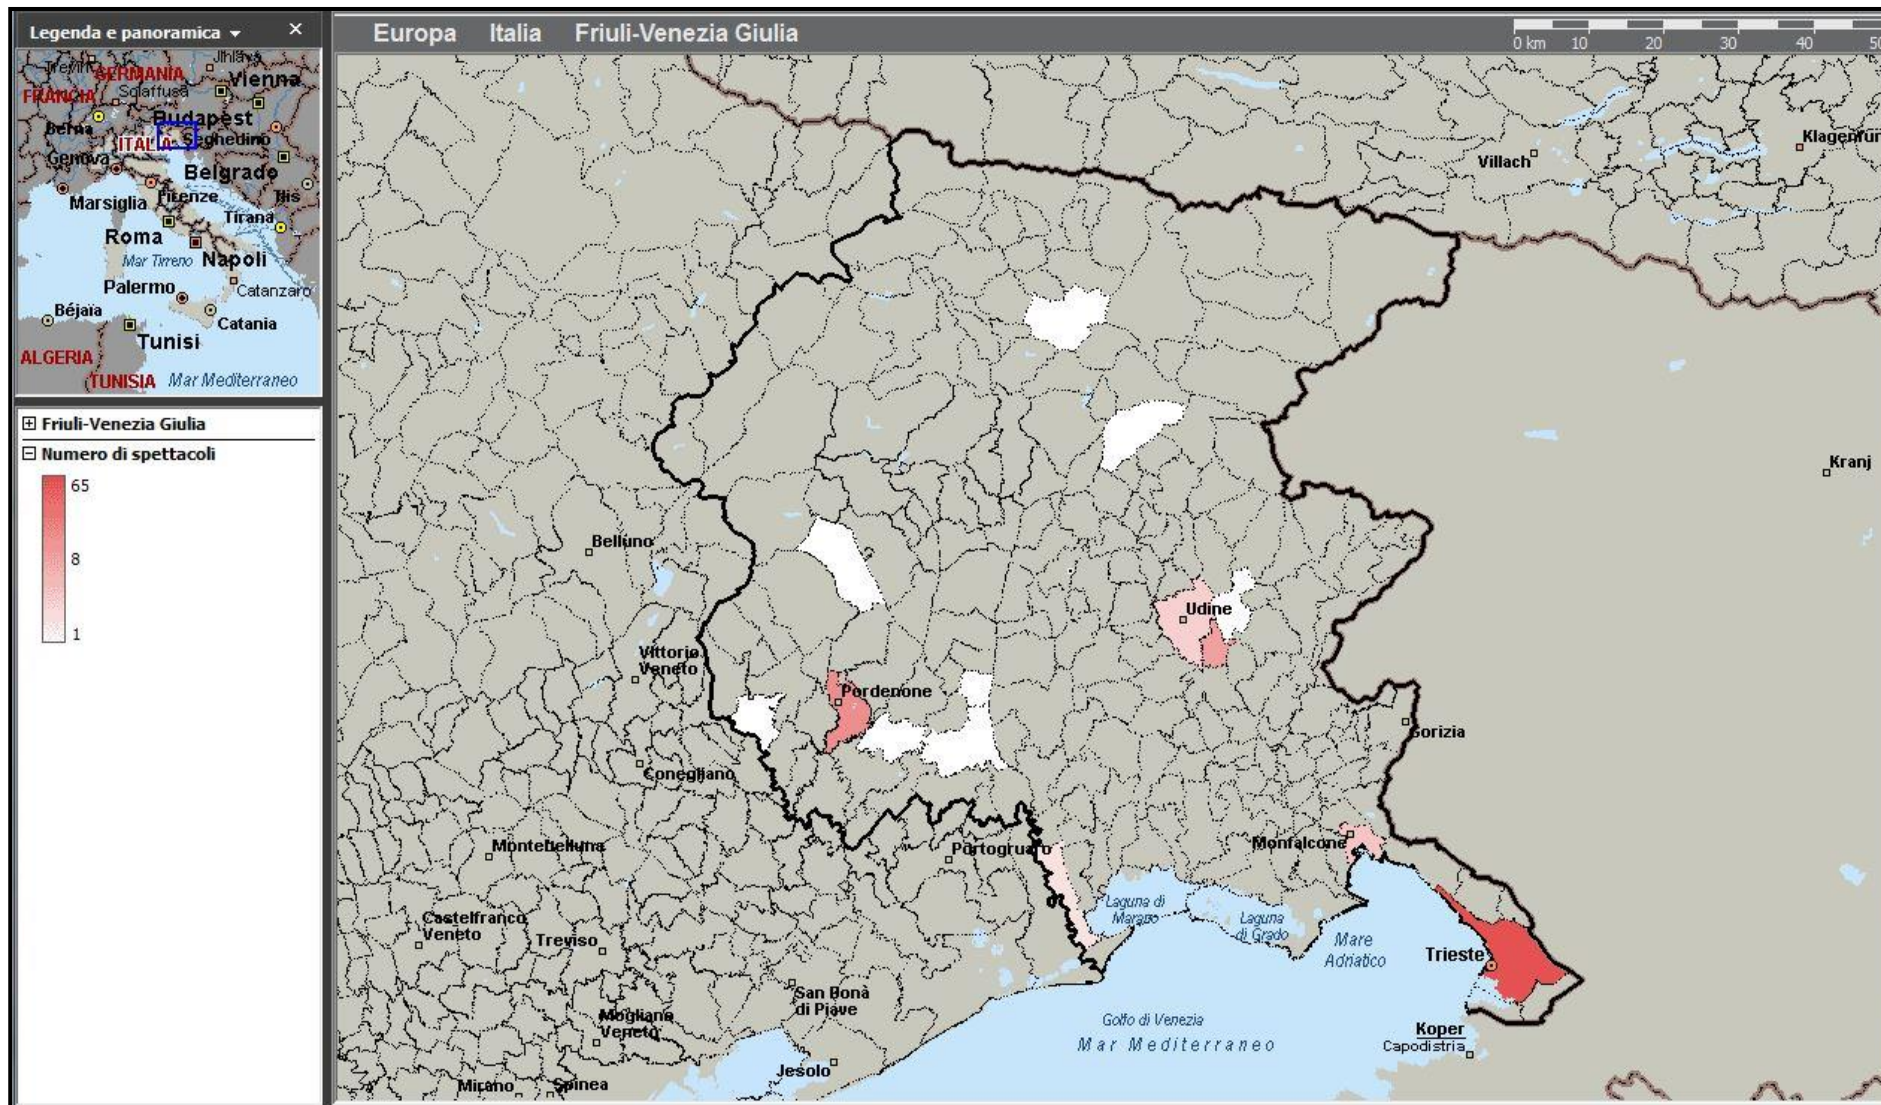 Legenda e panoramica
Europa Italia Friuli-Venezia Giulia
0 km 10 20 30 40
GERMANIA
Vienna
FRANCIA
Sciaffusa
Budapest
Berna
ITALIA
Seghedino
Genova
Belgrado
Marsiglia
Firenze
Tirana
Roma
Mar Tirreno
Napoli
Palermo
Catanzaro
Béjaïa
Catania
Tunisi
ALGERIA
TUNISIA
Mar Mediterraneo
Friuli-Venezia Giulia
Numero di spettacoli
65
8
1
Villach
Kranj
Belluno
Udine
Vittorio
Veneto
Pordenone
Gorizia
Conegliano
Montebelluna
Portogruaro
Monfalcone
Castelfranco
Veneto
Treviso
Laguna di
Marano
Laguna
di Grado
Mare
Adriatico
Trieste
San Donà
di Piave
Mogliano
Veneto
Golfo di Venezia
Mar Mediterraneo
Koper
Capodistria
Jesolo
Mirano
Spinea